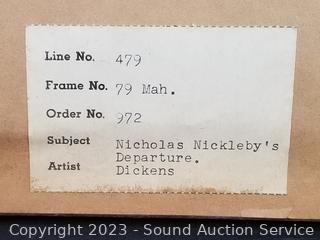 Line No. 479
Frame No. 79 Mah.
Order No. 972
Subject Nicholas Nickleby's
Departure.
Artist Dickens
Copyright 2023 - Sound Auction Service